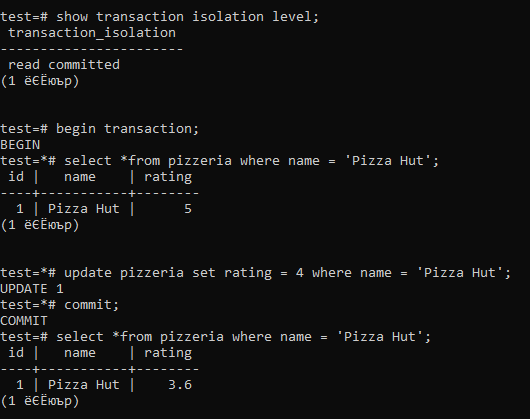 test=# show transaction isolation level;
 transaction_isolation
-----------------------
 read committed
(1 ёЄЁюър)
test=# begin transaction;
BEGIN
test=*# select *from pizzeria where name = 'Pizza Hut';
 id |   name    | rating
----+-----------+--------
  1 | Pizza Hut |      5
(1 ёЄЁюър)
test=*# update pizzeria set rating = 4 where name = 'Pizza Hut';
UPDATE 1
test=*# commit;
COMMIT
test=# select *from pizzeria where name = 'Pizza Hut';
 id |   name    | rating
----+-----------+--------
  1 | Pizza Hut |    3.6
(1 ёЄЁюър)